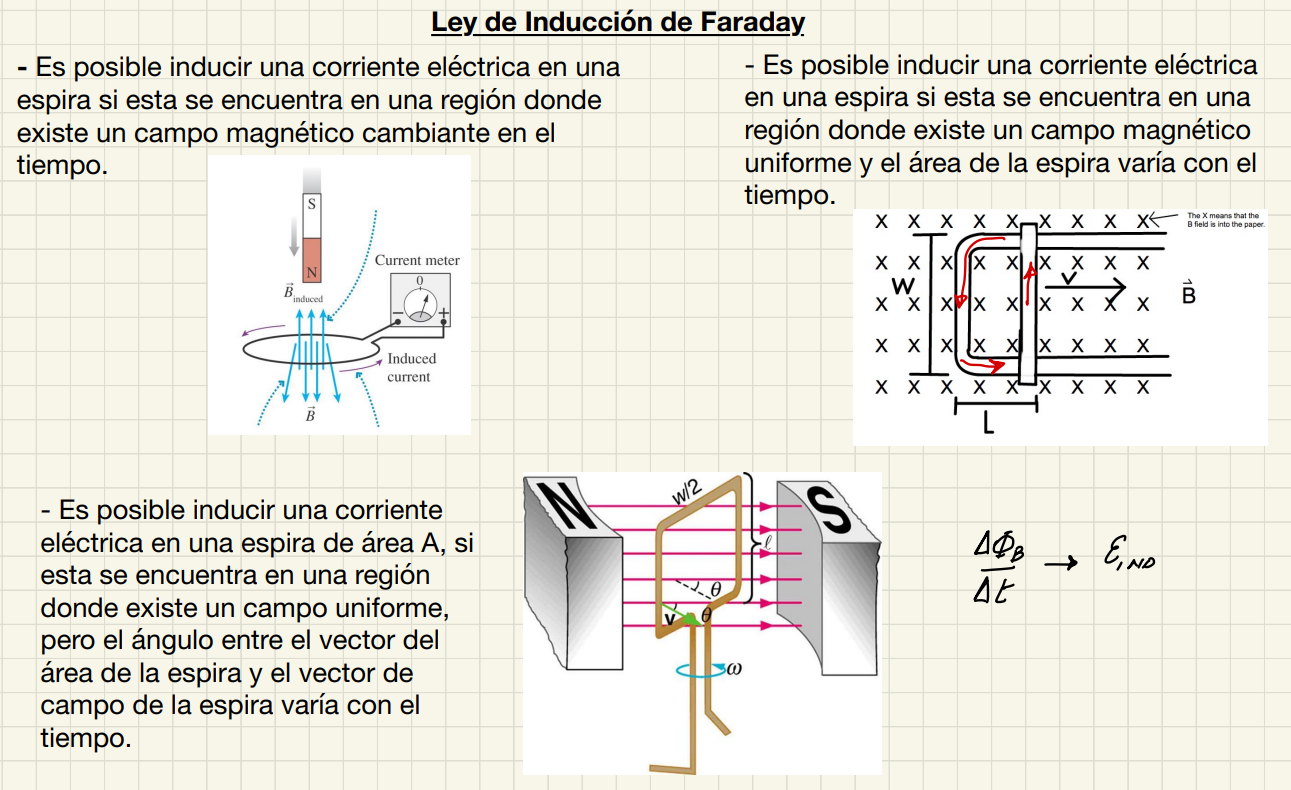 Ley de Inducción de Faraday
- Es posible inducir una corriente eléctrica en una
espira si esta se encuentra en una región donde
existe un campo magnético cambiante en el
tiempo.
S
N
B⃗ induced
Current meter
0
- +
Induced
current
B⃗
- Es posible inducir una corriente eléctrica
en una espira si esta se encuentra en una
región donde existe un campo magnético
uniforme y el área de la espira varía con el
tiempo.
X X X X X X X X X
The X means that the
B field is into the paper.
X X X X X X X X X
W
v
X X X X X X X X X
B⃗
X X X X X X X X X
X X X X X X X X X
L
- Es posible inducir una corriente
eléctrica en una espira de área A, si
esta se encuentra en una región
donde existe un campo uniforme,
pero el ángulo entre el vector del
área de la espira y el vector de
campo de la espira varía con el
tiempo.
N
w/2
S
ℓ
θ
v θ
ω
ΔΦB/Δt → ℰIND